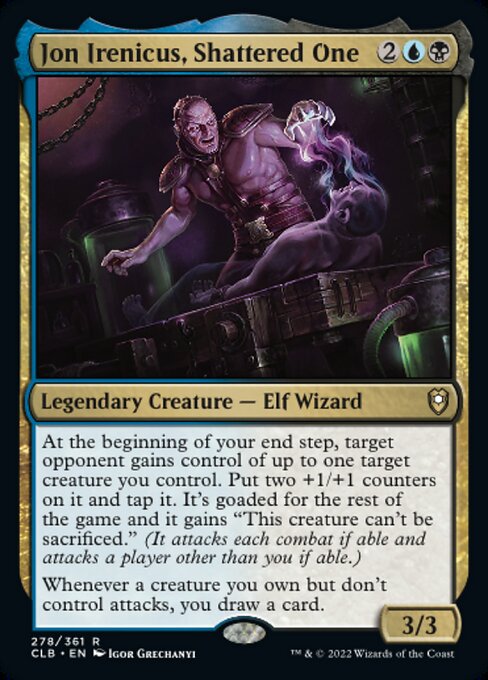 Jon Irenicus, Shattered One 2
Legendary Creature — Elf Wizard
At the beginning of your end step, target
opponent gains control of up to one target
creature you control. Put two +1/+1 counters
on it and tap it. It's goaded for the rest of
the game and it gains “This creature can't be
sacrificed.” (It attacks each combat if able and
attacks a player other than you if able.)
Whenever a creature you own but don't
control attacks, you draw a card.
3/3
278/361 R
CLB • EN Igor Grechanyi
™ & © 2022 Wizards of the Coast